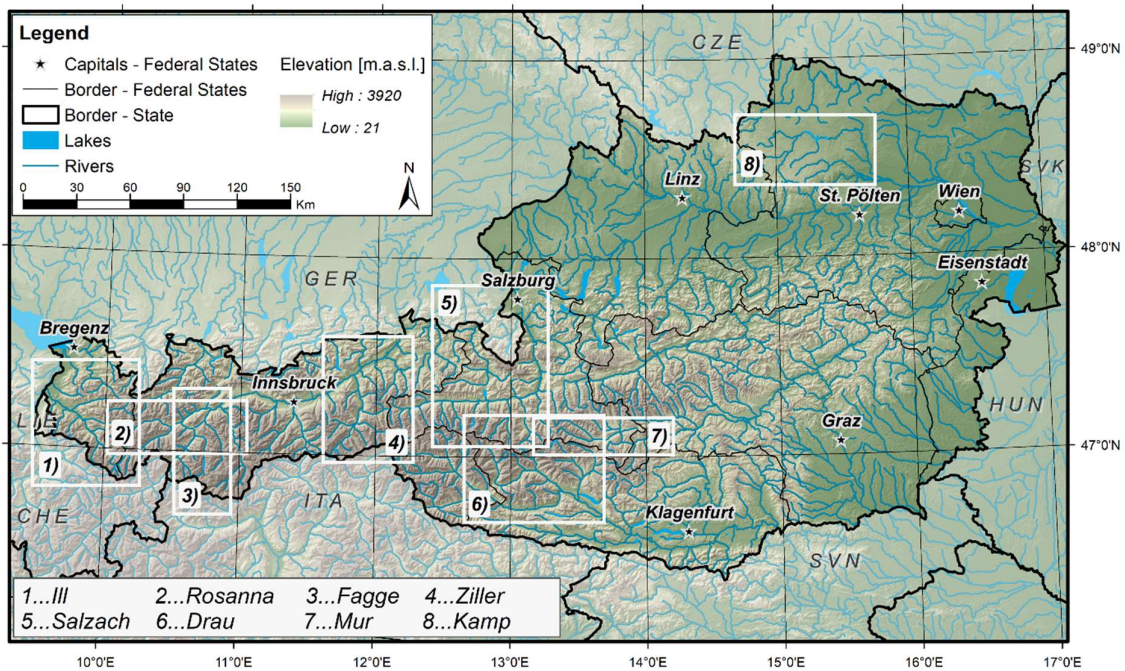 Legend
Capitals - Federal States
Border - Federal States
Border - State
Lakes
Rivers
0 30 60 90 120 150
Km
Elevation [m.a.s.l.]
High : 3920
Low : 21
N
CZE
SVK
GER
HUN
LIE
CHE
ITA
SVN
Linz
St. Pölten
Wien
Eisenstadt
Salzburg
Bregenz
Innsbruck
Graz
Klagenfurt
1)
2)
3)
4)
5)
6)
7)
8)
1...Ill 2...Rosanna 3...Fagge 4...Ziller
5...Salzach 6...Drau 7...Mur 8...Kamp
49°0'N
48°0'N
47°0'N
10°0'E 11°0'E 12°0'E 13°0'E 14°0'E 15°0'E 16°0'E 17°0'E